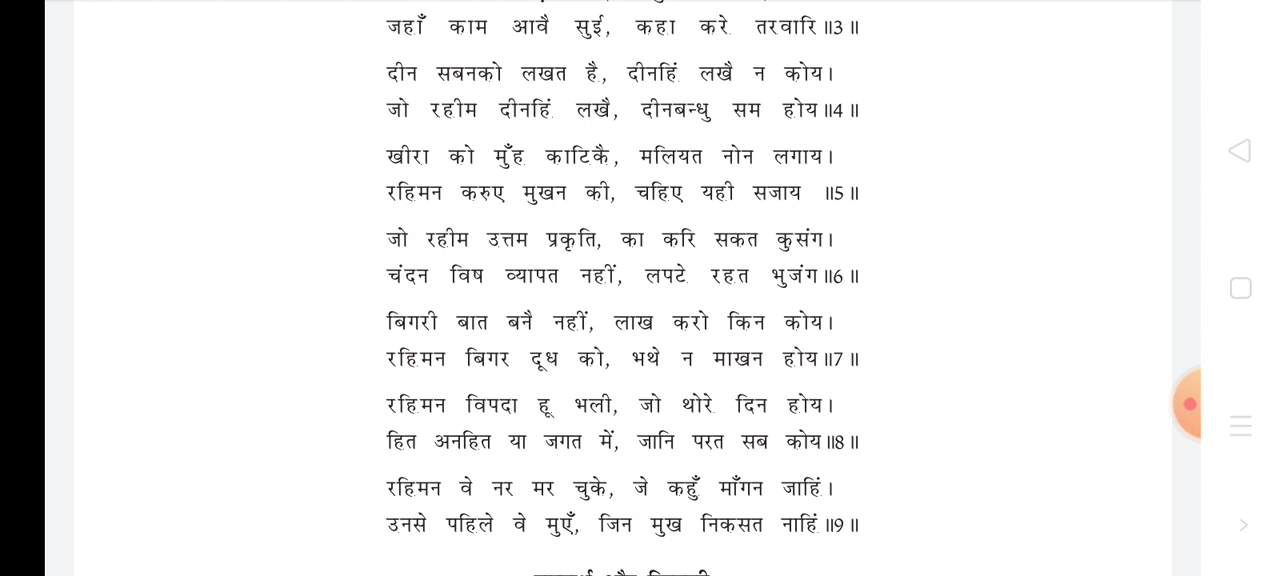 जहाँ काम आवै सुई, कहा करे तरवारि॥3॥
दीन सबनको लखत है, दीनहिं लखै न कोय।
जो रहीम दीनहिं लखै, दीनबन्धु सम होय॥4॥
खीरा को मुँह काटिकै, मलियत नोन लगाय।
रहिमन करुए मुखन की, चहिए यही सजाय ॥5॥
जो रहीम उत्तम प्रकृति, का करि सकत कुसंग।
चंदन विष व्यापत नहीं, लपटे रहत भुजंग॥6॥
बिगरी बात बनै नहीं, लाख करो किन कोय।
रहिमन बिगर दूध को, भथे न माखन होय॥7॥
रहिमन विपदा हू भली, जो थोरे दिन होय।
हित अनहित या जगत में, जानि परत सब कोय॥8॥
रहिमन वे नर मर चुके, जे कहुँ माँगन जाहिं।
उनसे पहिले वे मुएँ, जिन मुख निकसत नाहिं॥9॥